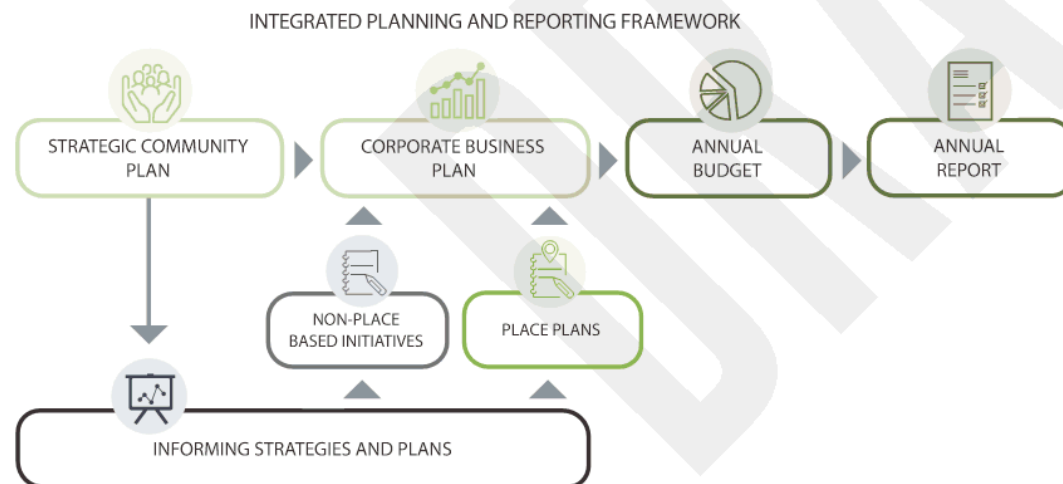 INTEGRATED PLANNING AND REPORTING FRAMEWORK
STRATEGIC COMMUNITY
PLAN
CORPORATE BUSINESS
PLAN
ANNUAL
BUDGET
ANNUAL
REPORT
NON-PLACE
BASED INITIATIVES
PLACE PLANS
INFORMING STRATEGIES AND PLANS